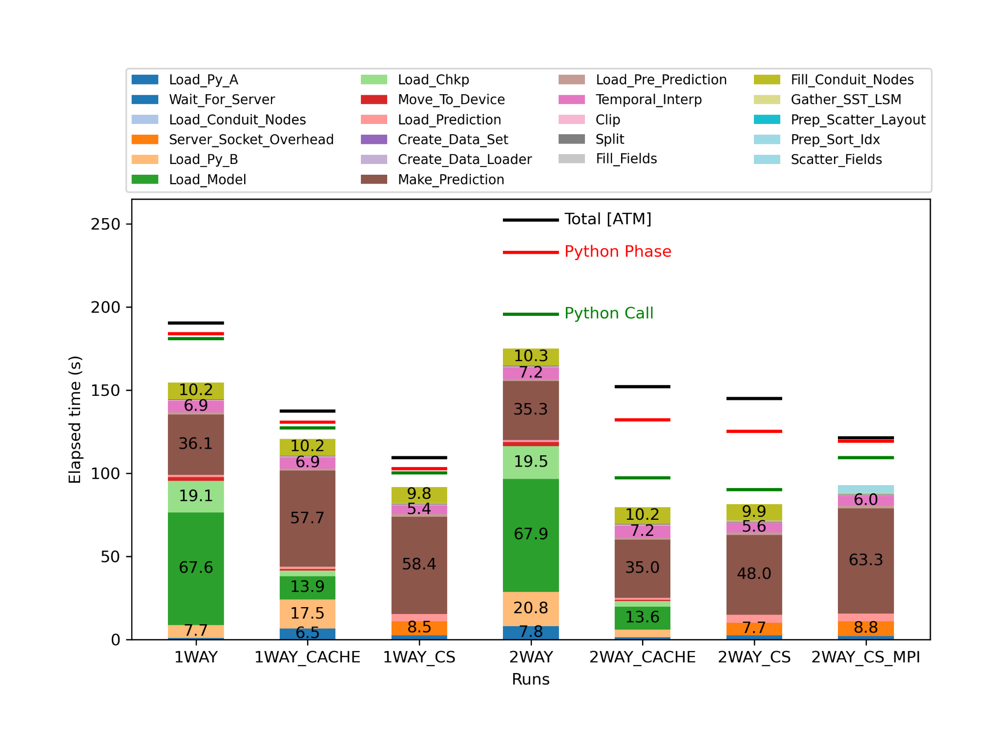 Load_Py_A
Wait_For_Server
Load_Conduit_Nodes
Server_Socket_Overhead
Load_Py_B
Load_Model
Load_Chkp
Move_To_Device
Load_Prediction
Create_Data_Set
Create_Data_Loader
Make_Prediction
Load_Pre_Prediction
Temporal_Interp
Clip
Split
Fill_Fields
Fill_Conduit_Nodes
Gather_SST_LSM
Prep_Scatter_Layout
Prep_Sort_Idx
Scatter_Fields
Total [ATM]
Python Phase
Python Call
Elapsed time (s)
250
200
150
100
50
0
10.2
6.9
36.1
19.1
67.6
7.7
10.2
6.9
57.7
13.9
17.5
6.5
9.8
5.4
58.4
8.5
10.3
7.2
35.3
19.5
67.9
20.8
7.8
10.2
7.2
35.0
13.6
9.9
5.6
48.0
7.7
6.0
63.3
8.8
1WAY
1WAY_CACHE
1WAY_CS
2WAY
2WAY_CACHE
2WAY_CS
2WAY_CS_MPI
Runs